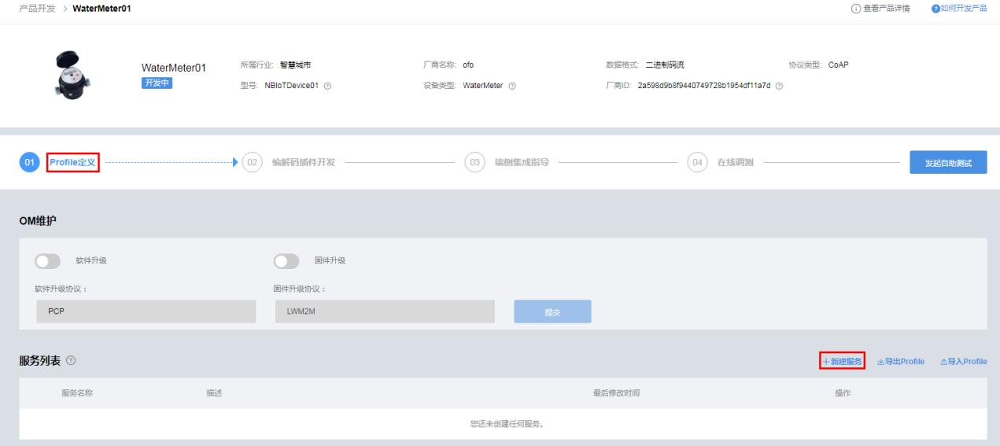 产品开发 > WaterMeter01
查看产品详情 如何开发产品
WaterMeter01
开发中
所属行业: 智慧城市
厂商名称: ofo
数据格式: 二进制码流
协议类型: CoAP
型号: NBIoTDevice01
设备类型: WaterMeter
厂商ID: 2a598d9b8f9440749728b1954df11a7d
01 Profile定义
02 编解码插件开发
03 端侧集成指导
04 在线调测
发起自助测试
OM维护
软件升级
固件升级
软件升级协议：
固件升级协议：
PCP
LWM2M
提交
服务列表
+新建服务
导出Profile
导入Profile
服务名称 描述 最后修改时间 操作
您还未创建任何服务。